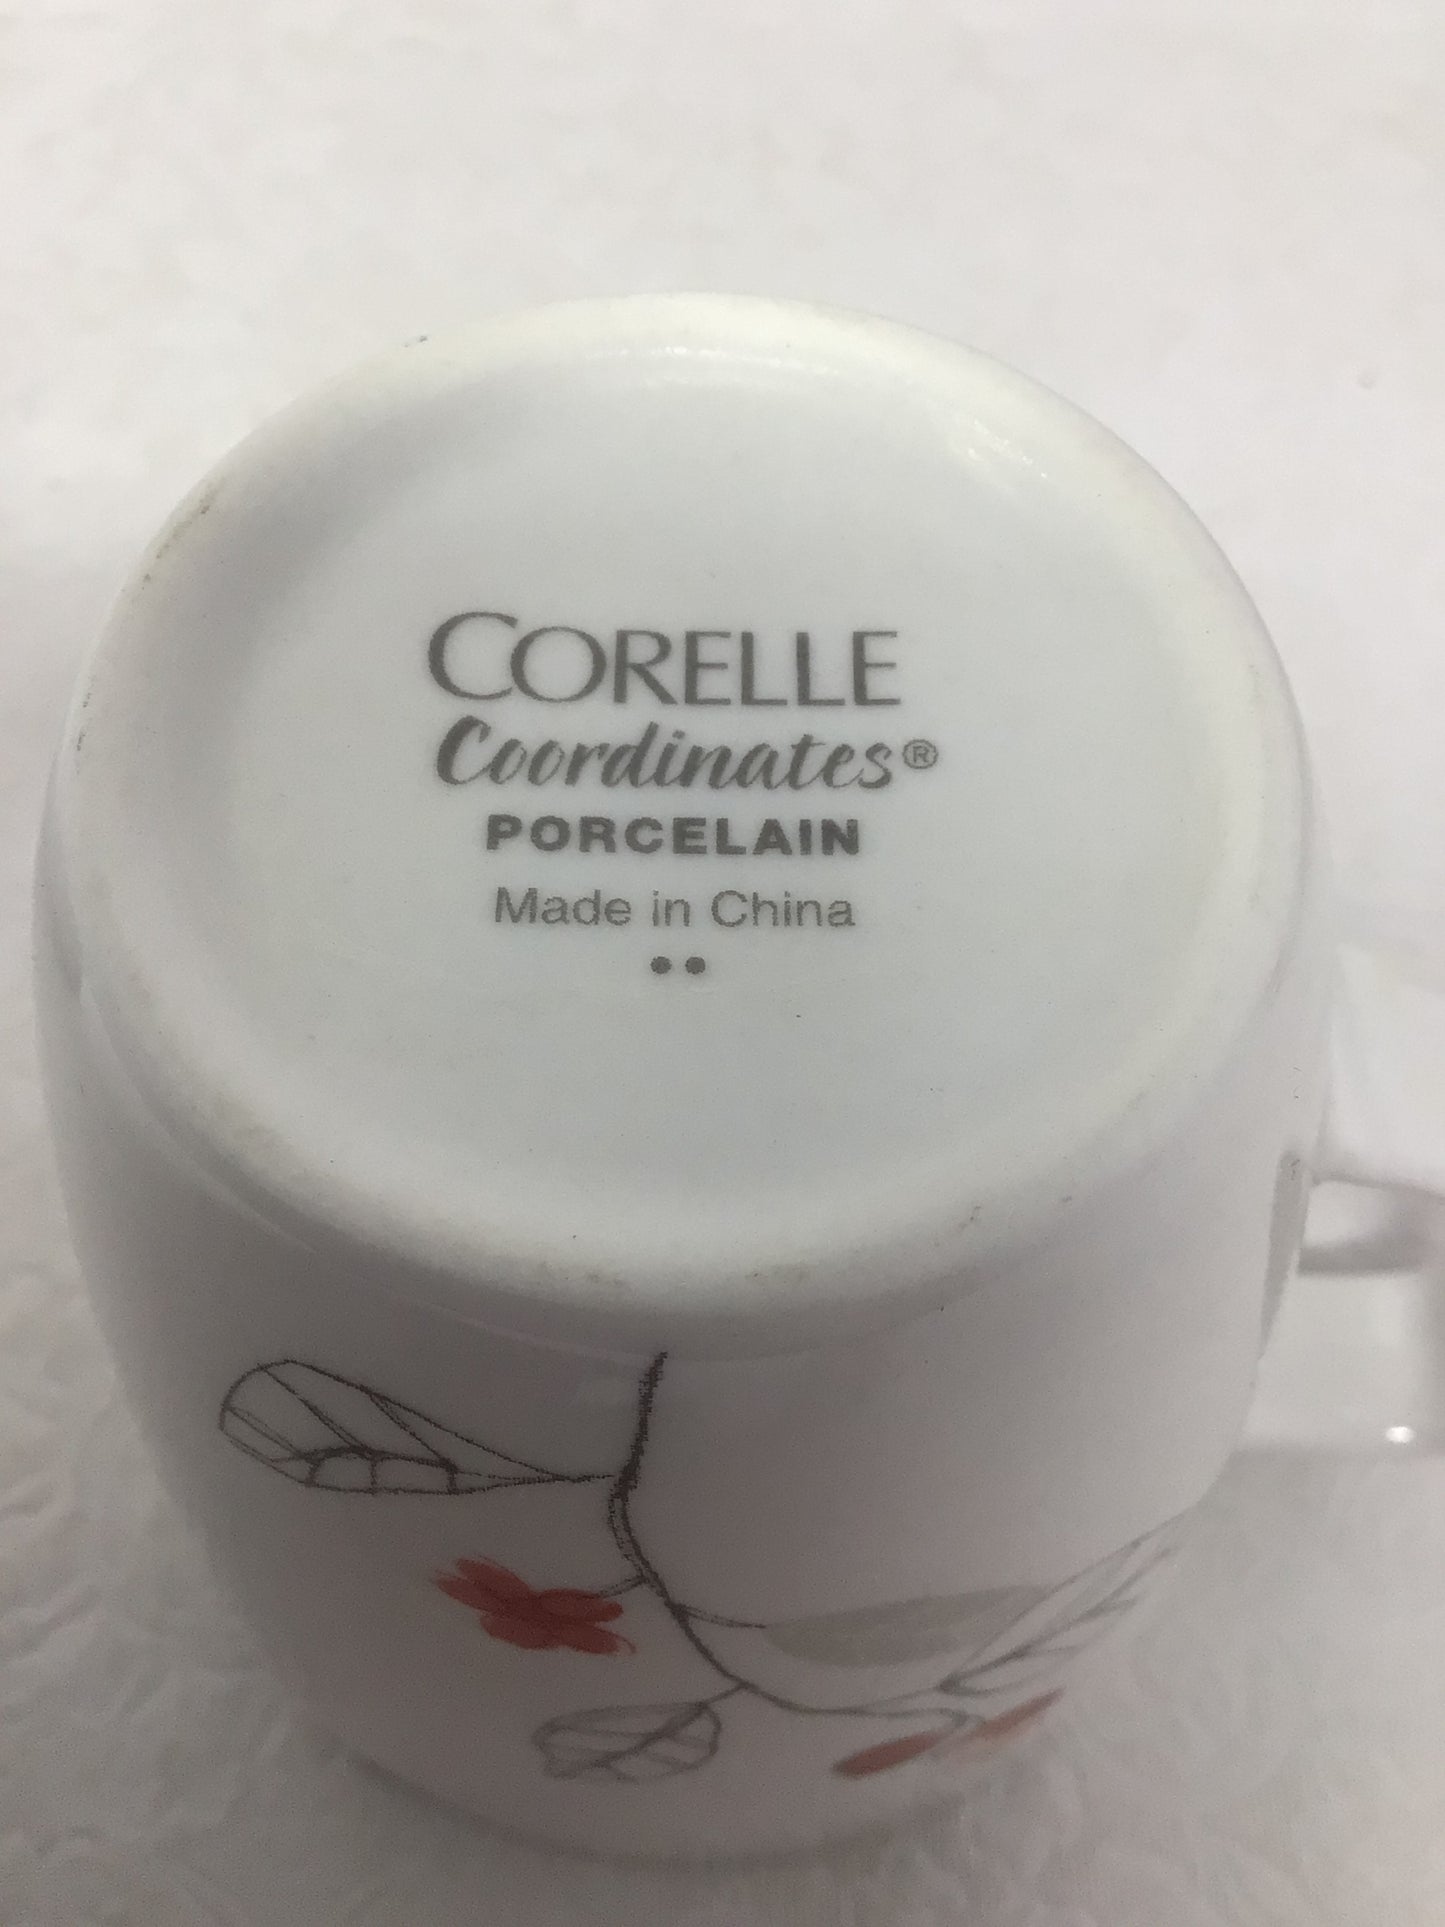 CORELLE
Coordinates®
PORCELAIN
Made in China